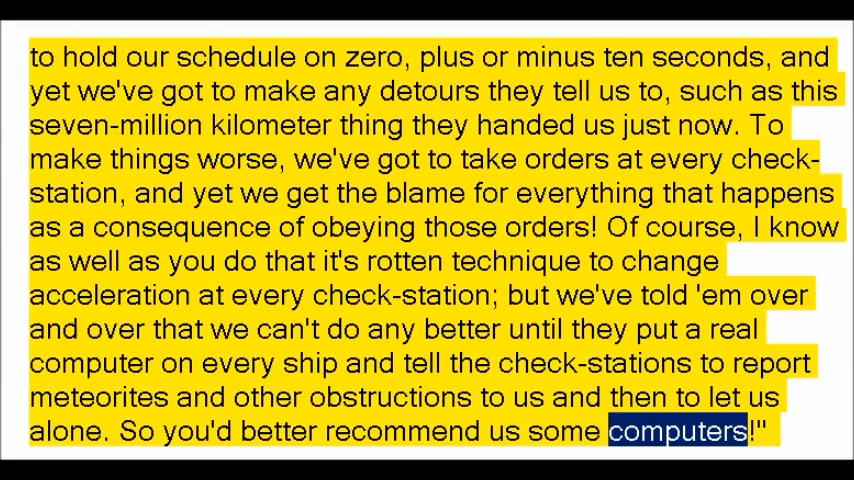 to hold our schedule on zero, plus or minus ten seconds, and
yet we've got to make any detours they tell us to, such as this
seven-million kilometer thing they handed us just now. To
make things worse, we've got to take orders at every check-
station, and yet we get the blame for everything that happens
as a consequence of obeying those orders! Of course, I know
as well as you do that it's rotten technique to change
acceleration at every check-station; but we've told 'em over
and over that we can't do any better until they put a real
computer on every ship and tell the check-stations to report
meteorites and other obstructions to us and then to let us
alone. So you'd better recommend us some computers!"